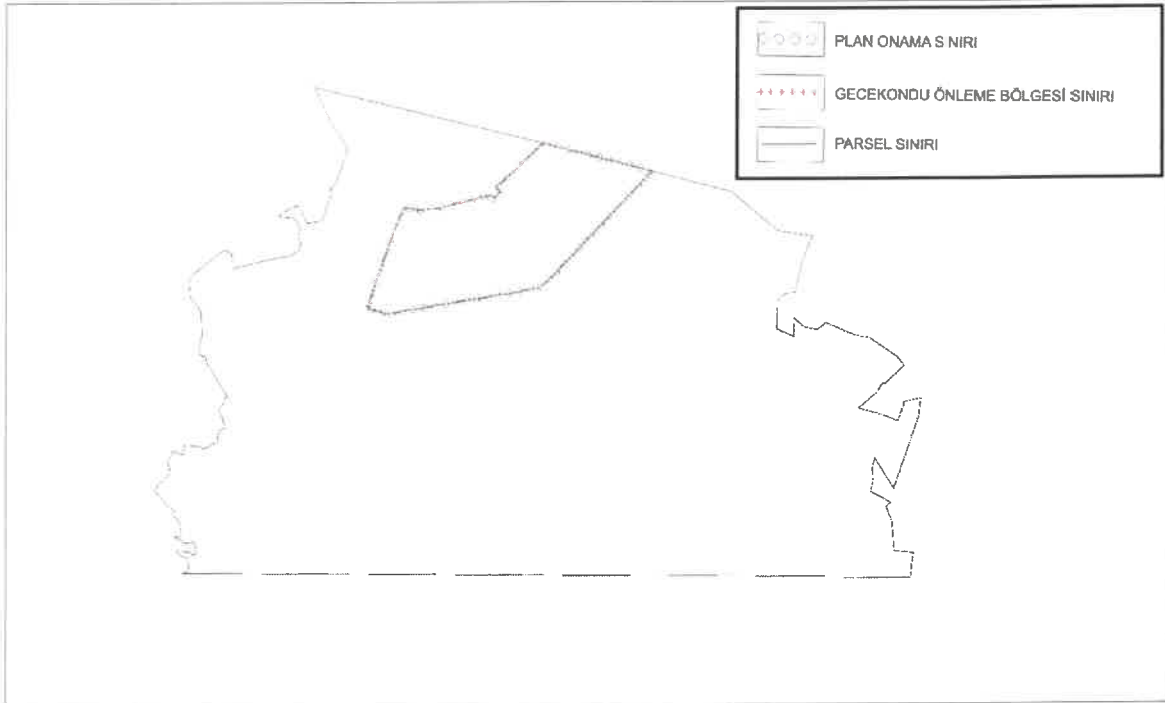 PLAN ONAMA S NIRI
GECEKONDU ÖNLEME BÖLGESİ SINIRI
PARSEL SINIRI